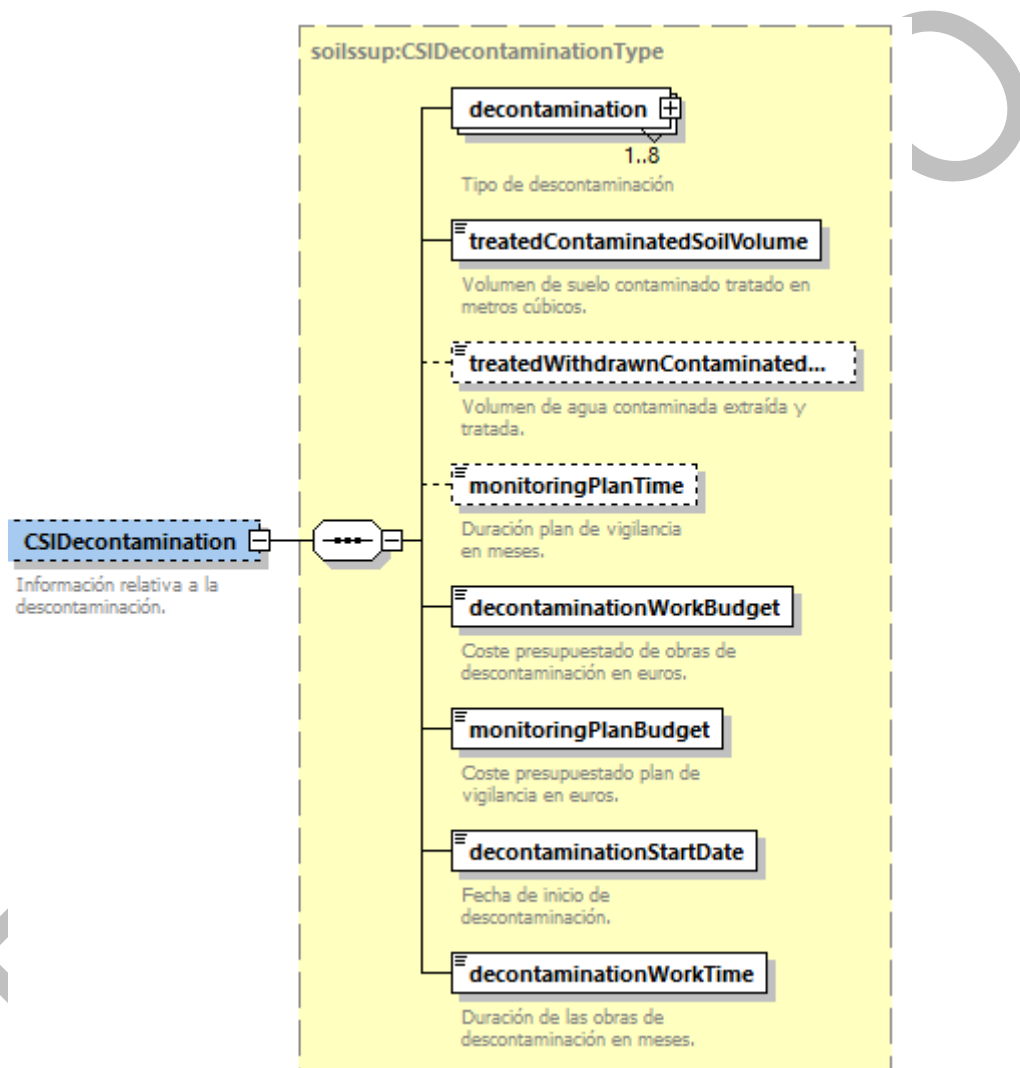 soilssup:CSIDecontaminationType
decontamination
1..8
Tipo de descontaminación
treatedContaminatedSoilVolume
Volumen de suelo contaminado tratado en
metros cúbicos.
treatedWithdrawnContaminated...
Volumen de agua contaminada extraída y
tratada.
monitoringPlanTime
Duración plan de vigilancia
en meses.
CSIDecontamination
Información relativa a la
descontaminación.
decontaminationWorkBudget
Coste presupuestado de obras de
descontaminación en euros.
monitoringPlanBudget
Coste presupuestado plan de
vigilancia en euros.
decontaminationStartDate
Fecha de inicio de
descontaminación.
decontaminationWorkTime
Duración de las obras de
descontaminación en meses.